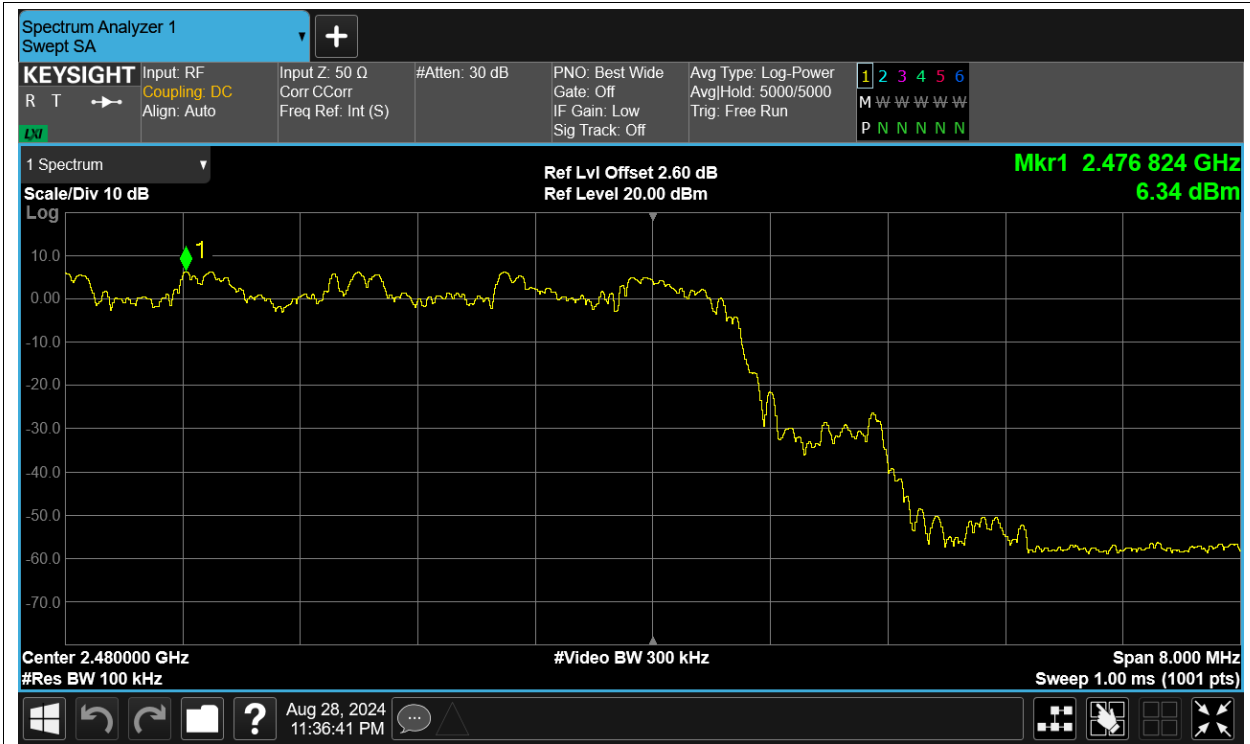 Spectrum Analyzer 1
Swept SA
KEYSIGHT
R T
LXI
Input: RF
Coupling: DC
Align: Auto
Input Z: 50 Ω
Corr CCorr
Freq Ref: Int (S)
#Atten: 30 dB
PNO: Best Wide
Gate: Off
IF Gain: Low
Sig Track: Off
Avg Type: Log-Power
Avg|Hold: 5000/5000
Trig: Free Run
1 2 3 4 5 6
M W W W W W
P N N N N N
1 Spectrum
Scale/Div 10 dB
Log
Ref Lvl Offset 2.60 dB
Ref Level 20.00 dBm
Mkr1 2.476 824 GHz
6.34 dBm
1
10.0
0.00
-10.0
-20.0
-30.0
-40.0
-50.0
-60.0
-70.0
Center 2.480000 GHz
#Res BW 100 kHz
#Video BW 300 kHz
Span 8.000 MHz
Sweep 1.00 ms (1001 pts)
?
Aug 28, 2024
11:36:41 PM